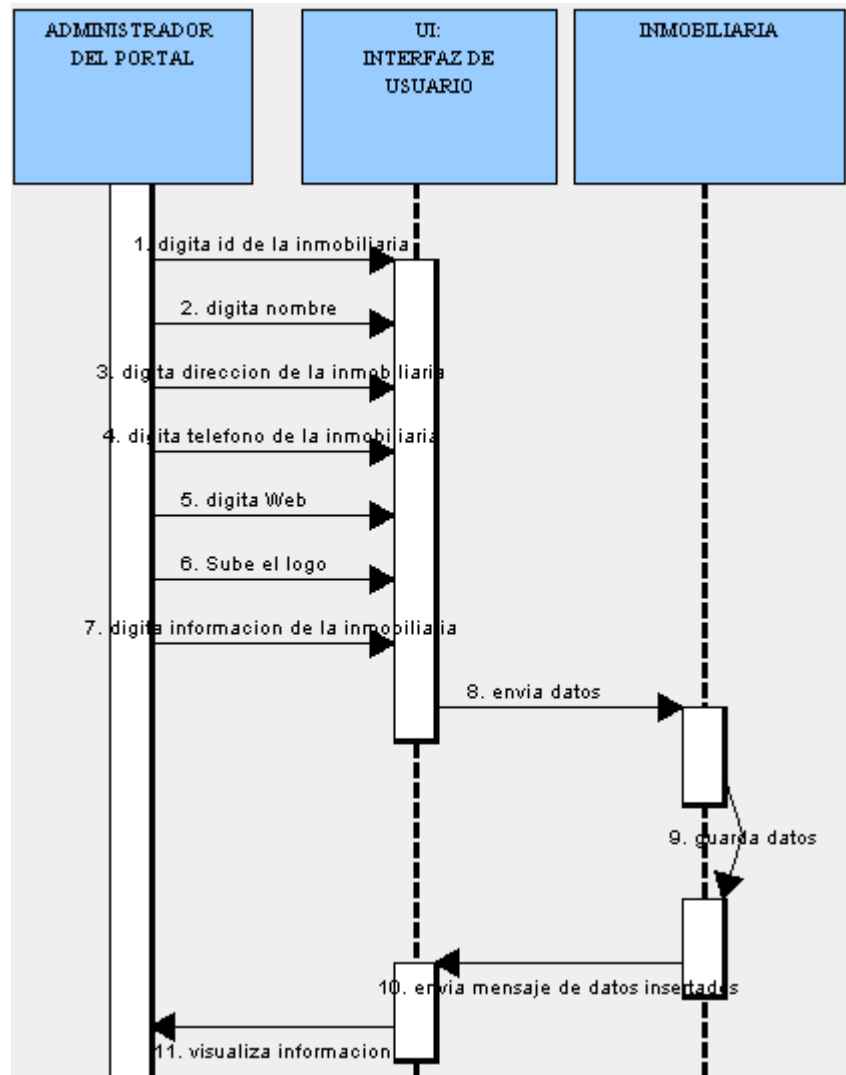 ADMINISTRADOR
DEL PORTAL
UI:
INTERFAZ DE
USUARIO
INMOBILIARIA
1. digita id de la inmobiliaria
2. digita nombre
3. digita direccion de la inmobiliaria
4. digita telefono de la inmobiliaria
5. digita Web
6. Sube el logo
7. digita informacion de la inmobiliaria
8. envia datos
9. guarda datos
10. envia mensaje de datos insertados
11. visualiza informacion